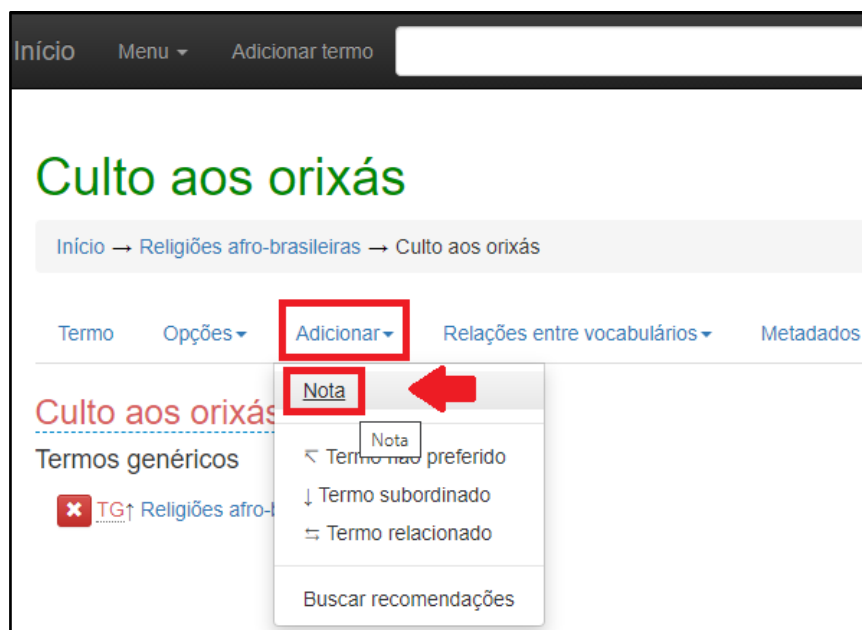 Início Menu Adicionar termo
Culto aos orixás
Início → Religiões afro-brasileiras → Culto aos orixás
Termo Opções Adicionar Relações entre vocabulários Metadados
Nota
Culto aos orixás
Nota
Termos genéricos
↸ Termo não preferido
TG↑ Religiões afro-b
↓ Termo subordinado
⇆ Termo relacionado
Buscar recomendações